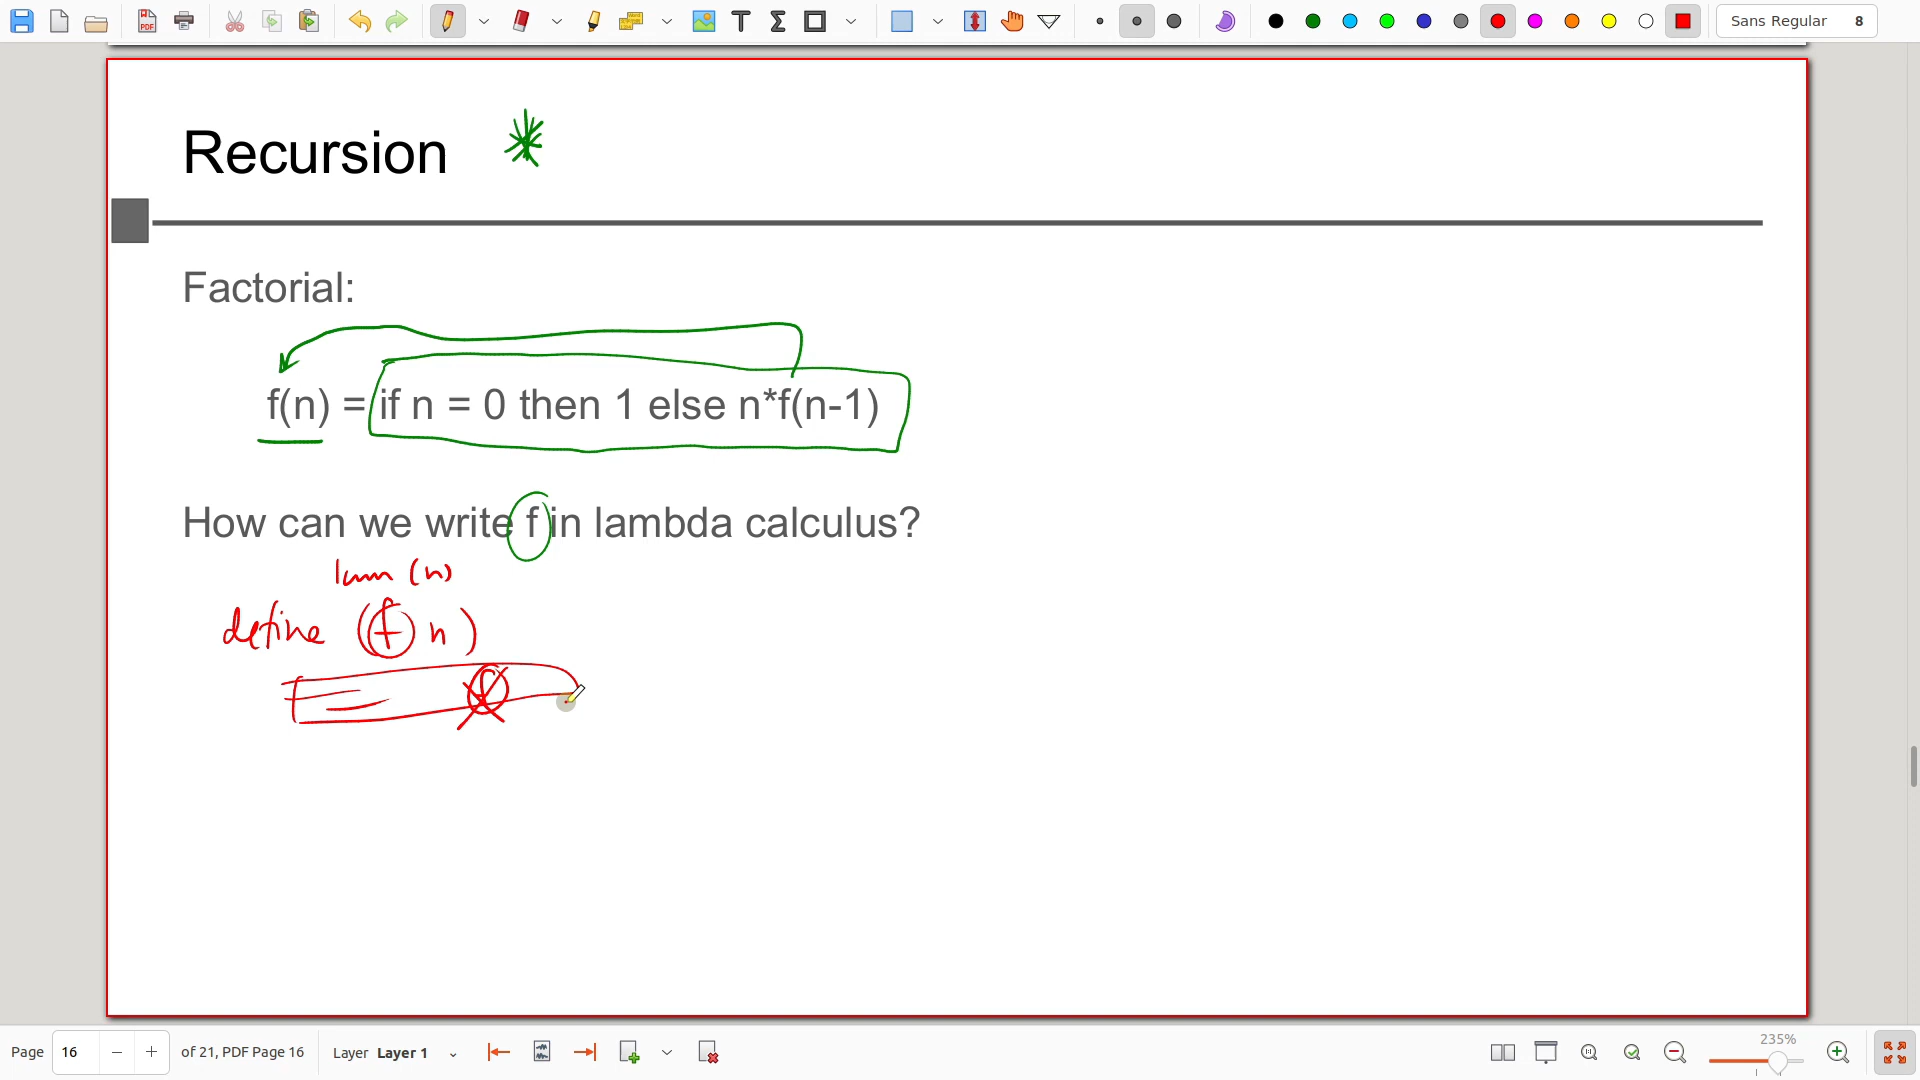 Sans Regular 8
Recursion *
Factorial:
f(n) = if n = 0 then 1 else n*f(n-1)
How can we write f in lambda calculus?
(n)
define (f n)
f
Page 16 of 21, PDF Page 16 Layer Layer 1 235%